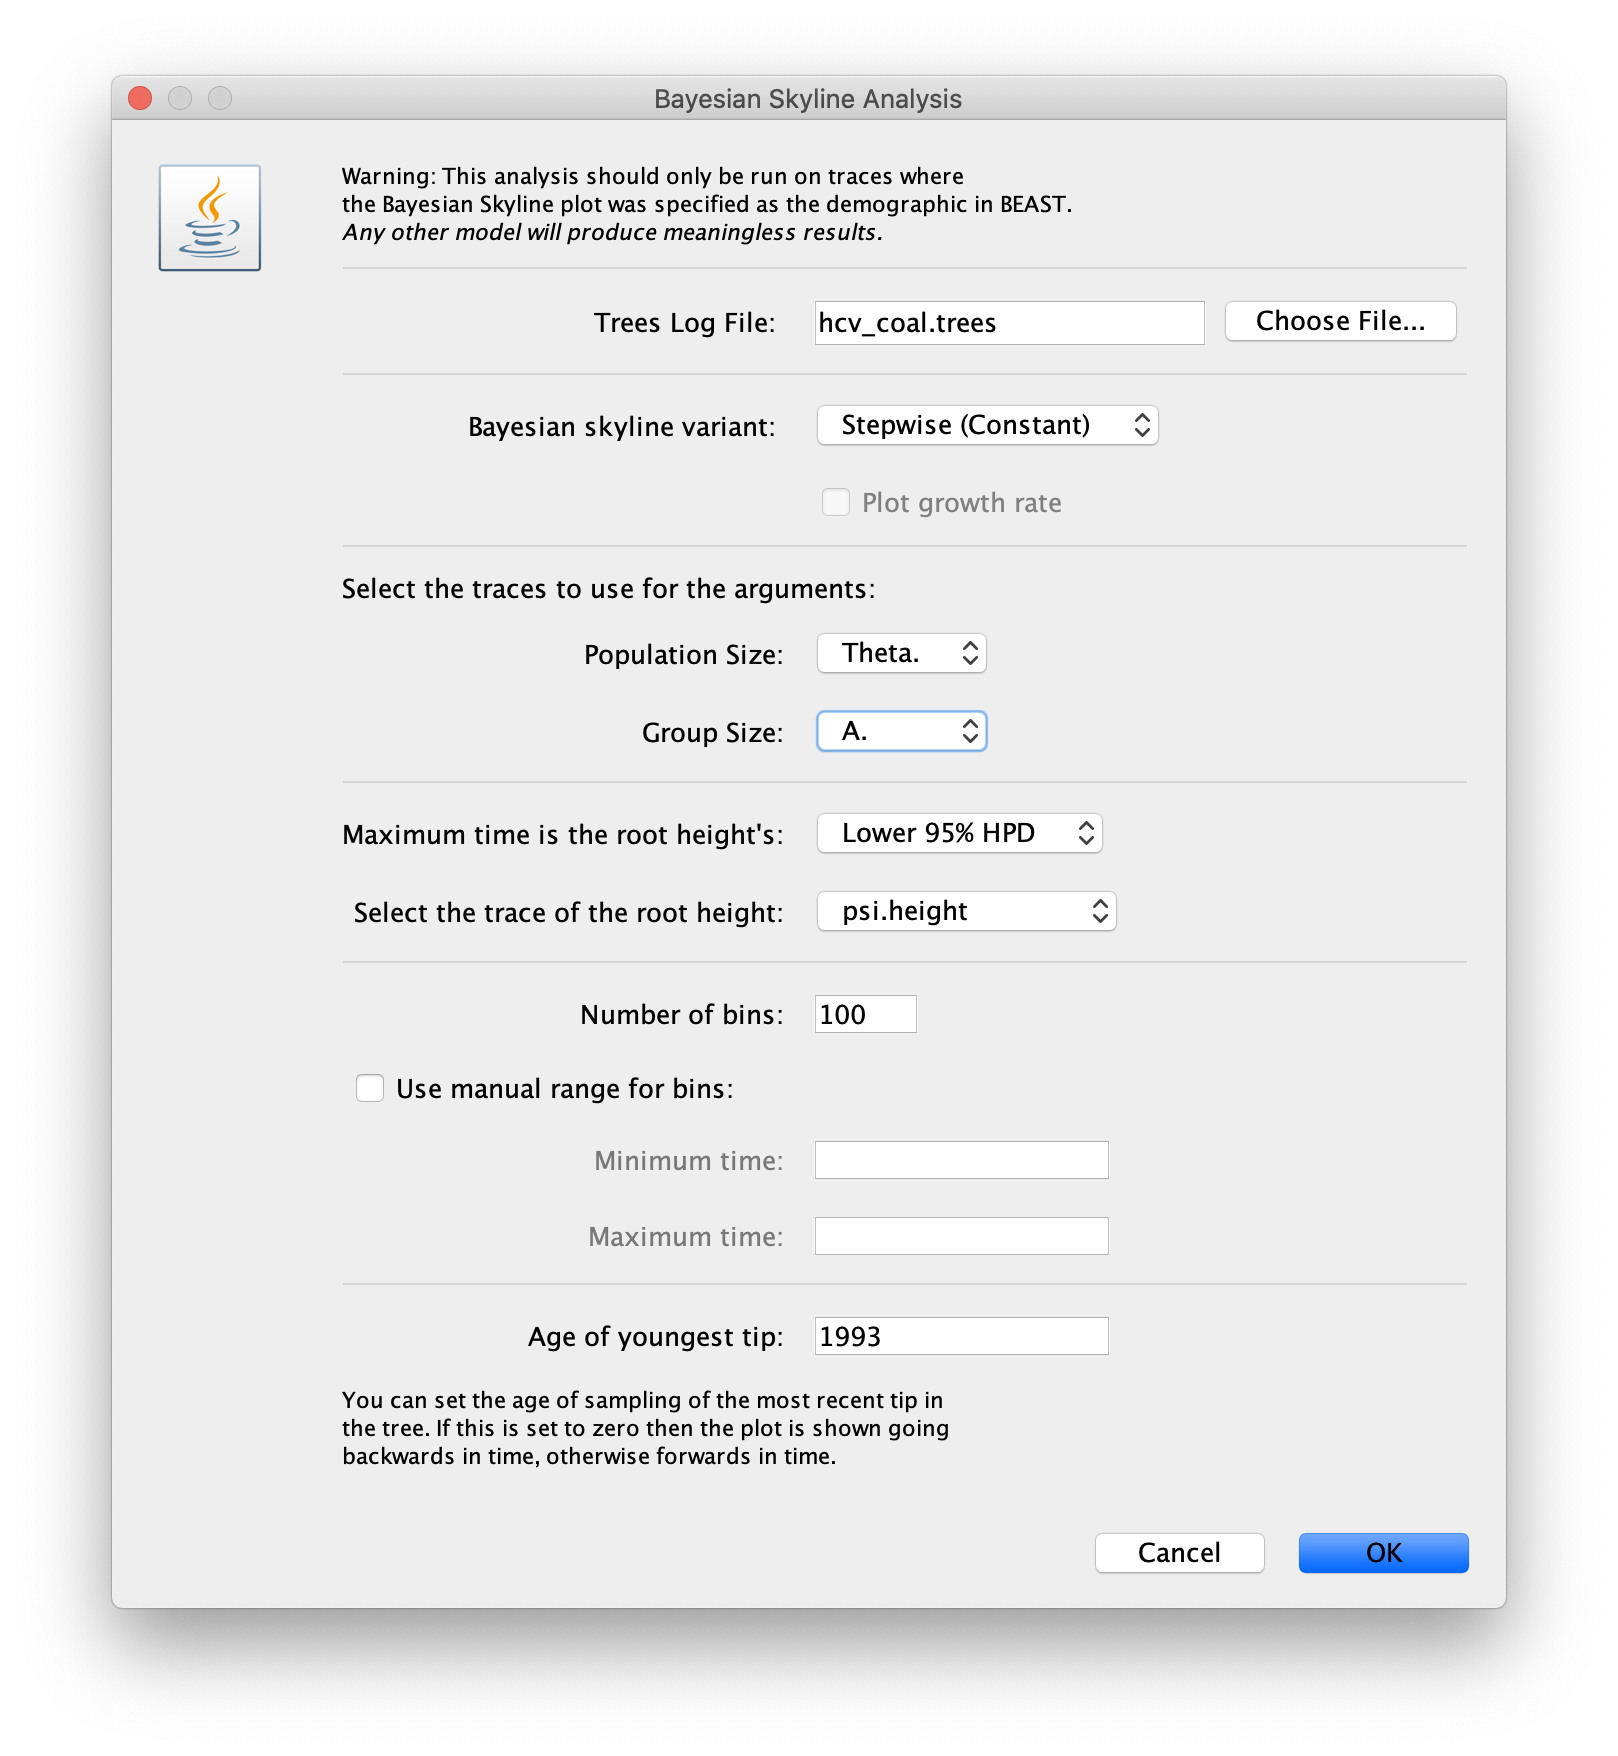 Bayesian Skyline Analysis
Warning: This analysis should only be run on traces where
the Bayesian Skyline plot was specified as the demographic in BEAST.
Any other model will produce meaningless results.
Trees Log File: hcv_coal.trees Choose File...
Bayesian skyline variant: Stepwise (Constant)
Plot growth rate
Select the traces to use for the arguments:
Population Size: Theta.
Group Size: A.
Maximum time is the root height's: Lower 95% HPD
Select the trace of the root height: psi.height
Number of bins: 100
Use manual range for bins:
Minimum time:
Maximum time:
Age of youngest tip: 1993
You can set the age of sampling of the most recent tip in
the tree. If this is set to zero then the plot is shown going
backwards in time, otherwise forwards in time.
Cancel OK